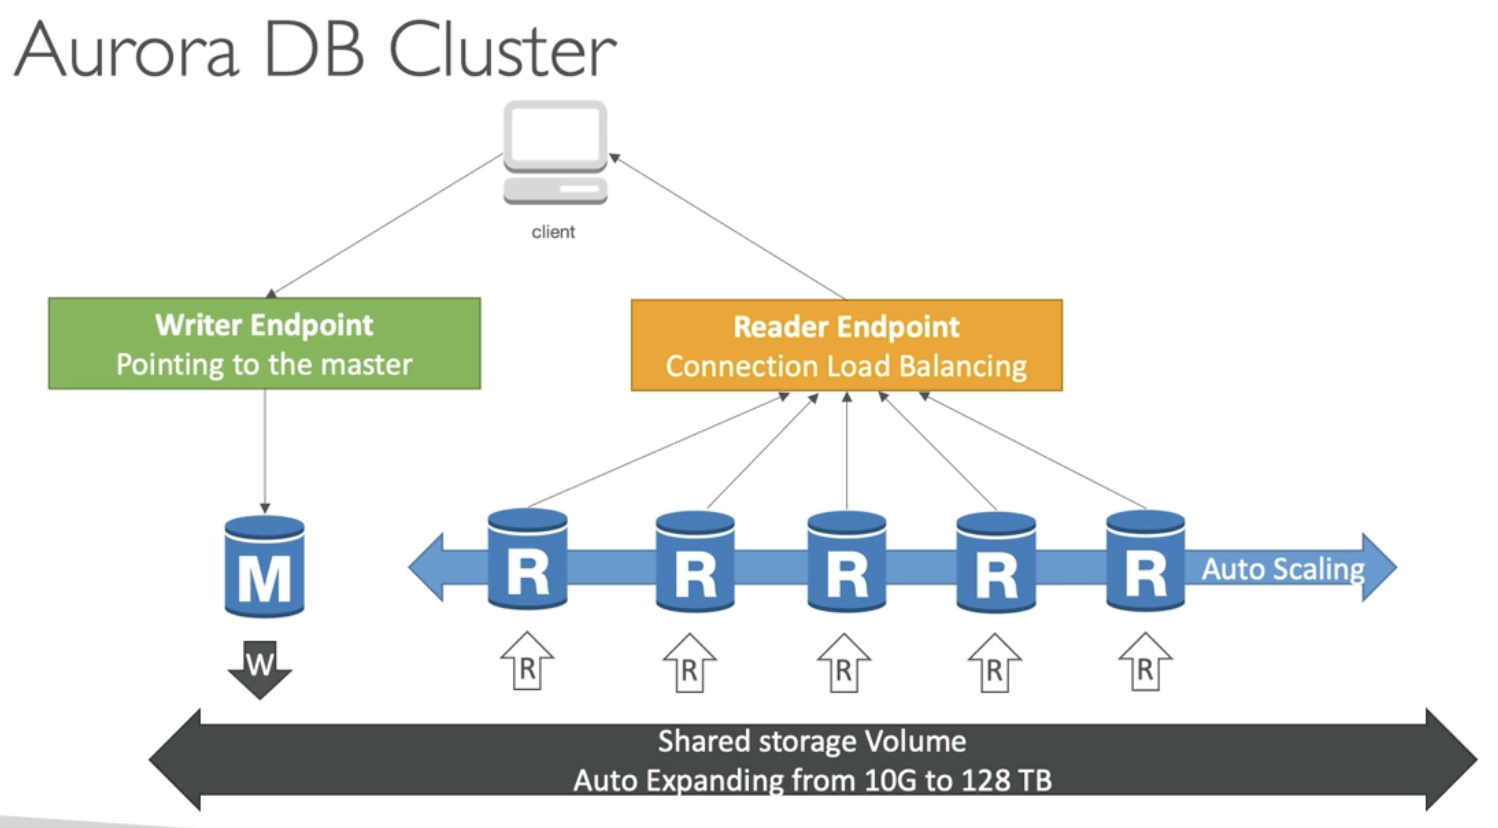 Aurora DB Cluster
client
Writer Endpoint
Pointing to the master
Reader Endpoint
Connection Load Balancing
M
R
R
R
R
R
Auto Scaling
W
R
R
R
R
R
Shared storage Volume
Auto Expanding from 10G to 128 TB